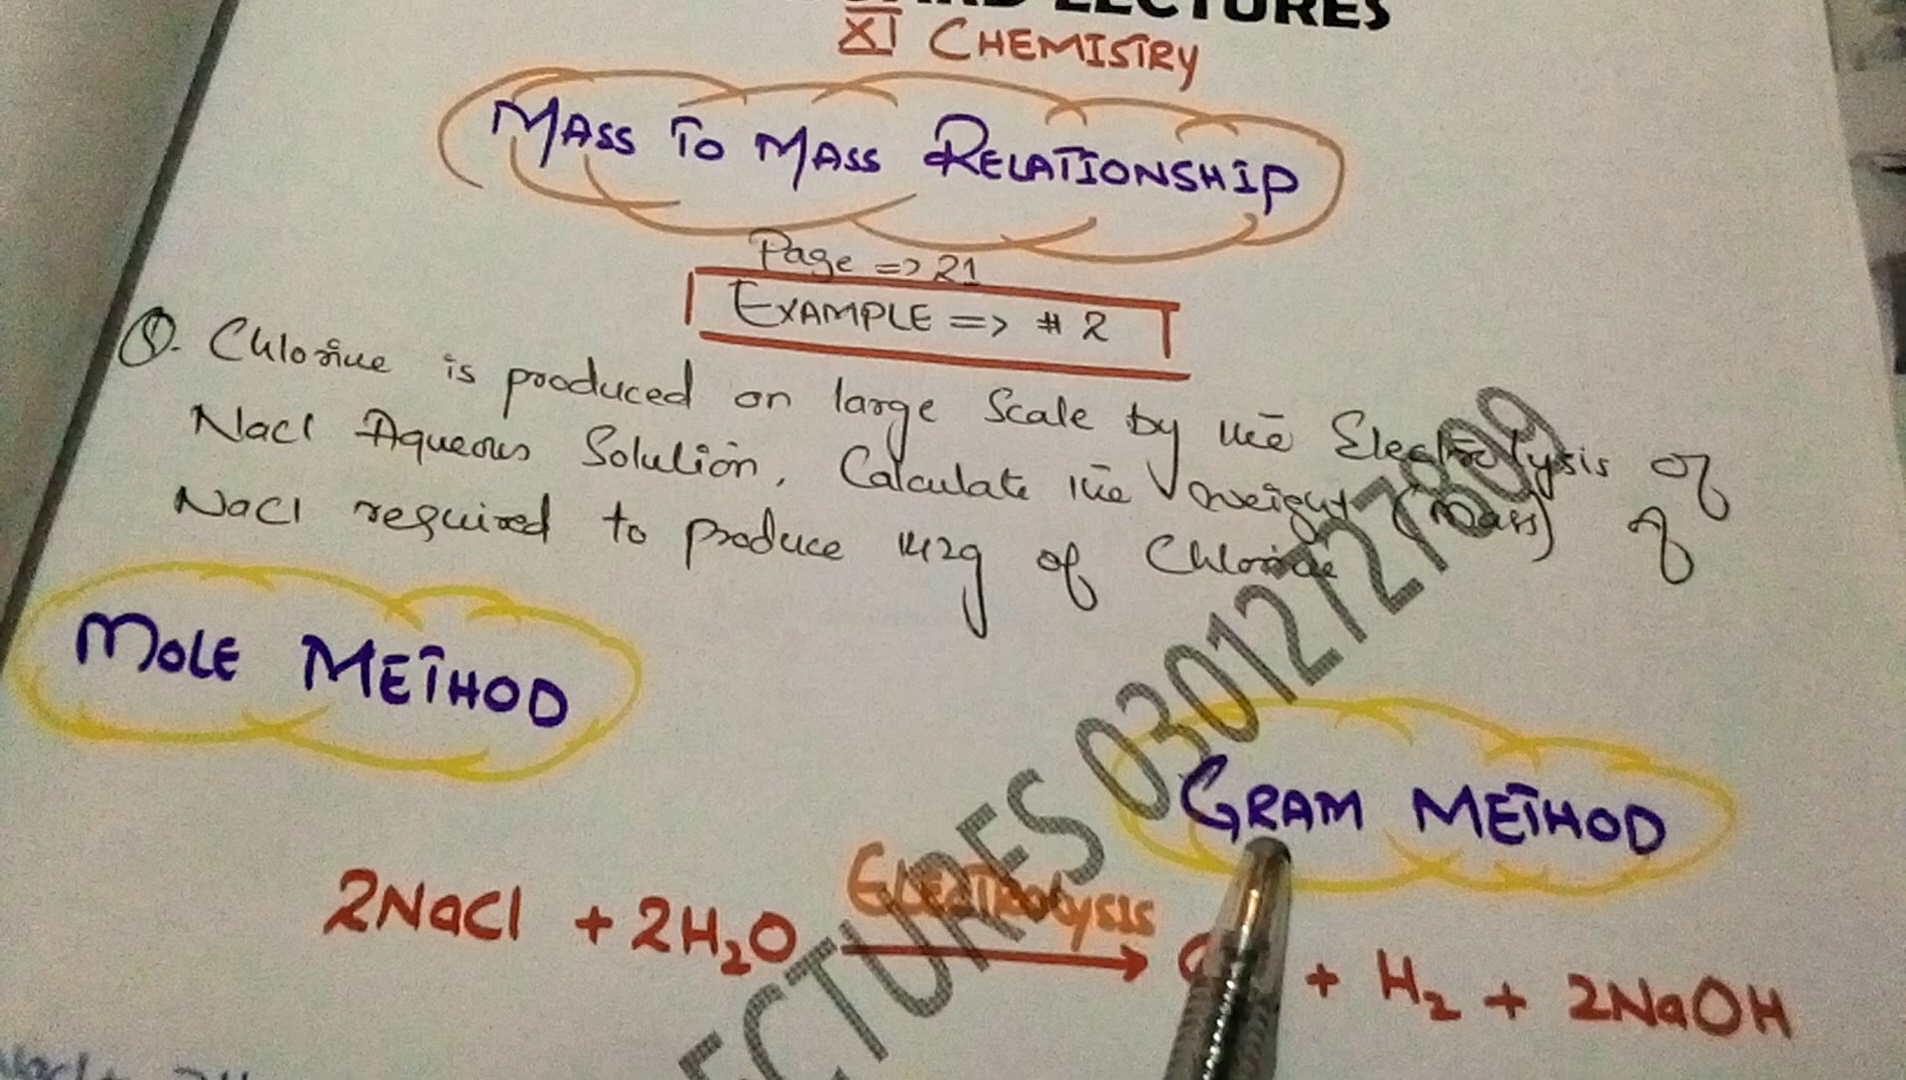 LECTURES
XI CHEMISTRY
MASS TO MASS RELATIONSHIP
Page => 21
EXAMPLE => # 2
Q. Chlorine is produced on large Scale by the Electrolysis of
NaCl Aqueous Solution, Calculate the weight (mass) of
NaCl required to produce 142g of Chlorine
MOLE METHOD
GRAM METHOD
2NaCl + 2H2O Electrolysis → + H2 + 2NaOH
LECTURES 03012727809